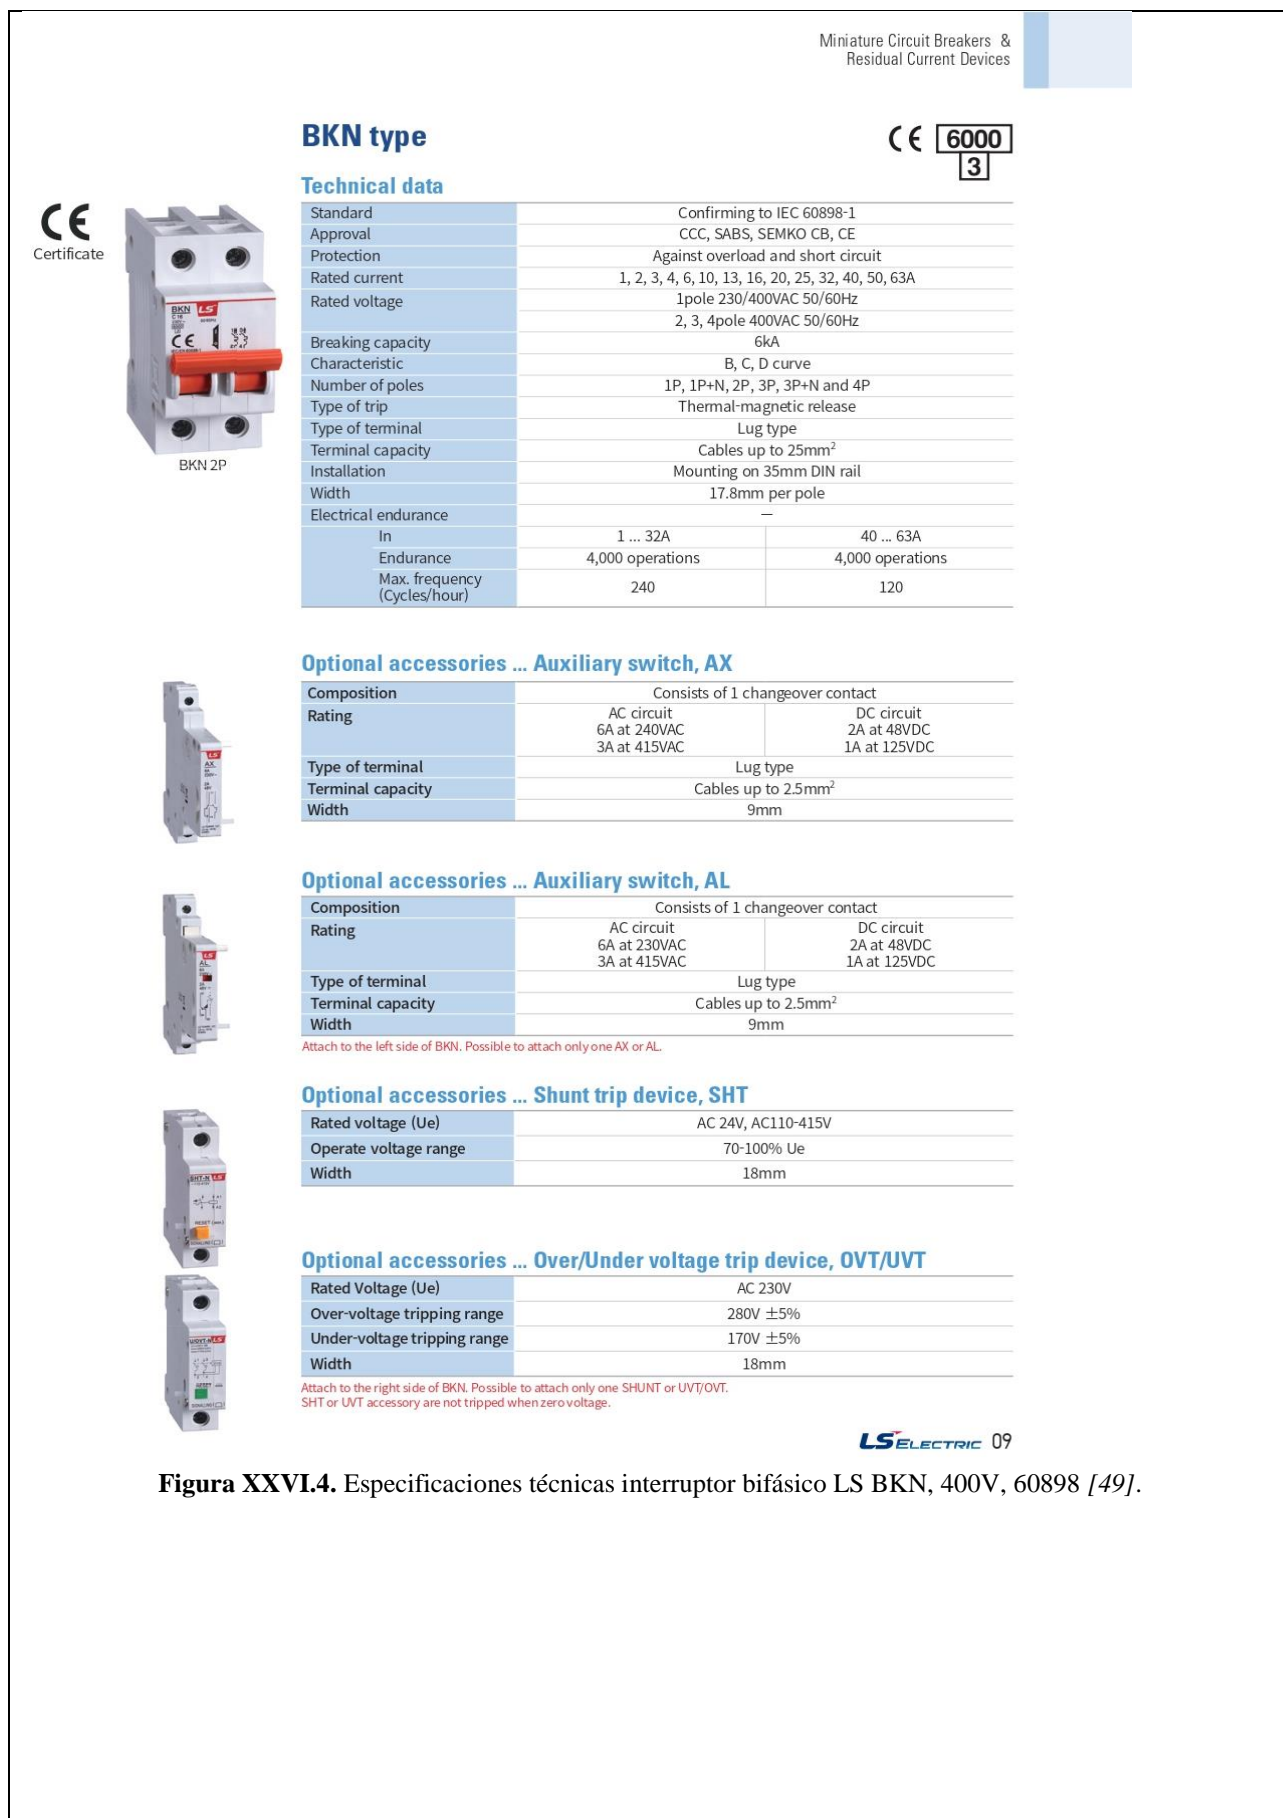 Miniature Circuit Breakers &
Residual Current Devices
BKN type
CE 6000
3
Technical data
CE
Certificate
BKN LS
C 16
CE
BKN 2P
Standard Confirming to IEC 60898-1
Approval CCC, SABS, SEMKO CB, CE
Protection Against overload and short circuit
Rated current 1, 2, 3, 4, 6, 10, 13, 16, 20, 25, 32, 40, 50, 63A
Rated voltage 1pole 230/400VAC 50/60Hz
2, 3, 4pole 400VAC 50/60Hz
Breaking capacity 6kA
Characteristic B, C, D curve
Number of poles 1P, 1P+N, 2P, 3P, 3P+N and 4P
Type of trip Thermal-magnetic release
Type of terminal Lug type
Terminal capacity Cables up to 25mm²
Installation Mounting on 35mm DIN rail
Width 17.8mm per pole
Electrical endurance —
In 1 ... 32A 40 ... 63A
Endurance 4,000 operations 4,000 operations
Max. frequency
(Cycles/hour) 240 120
Optional accessories ... Auxiliary switch, AX
Composition Consists of 1 changeover contact
Rating AC circuit DC circuit
6A at 240VAC 2A at 48VDC
3A at 415VAC 1A at 125VDC
Type of terminal Lug type
Terminal capacity Cables up to 2.5mm²
Width 9mm
LS
AX
Optional accessories ... Auxiliary switch, AL
Composition Consists of 1 changeover contact
Rating AC circuit DC circuit
6A at 230VAC 2A at 48VDC
3A at 415VAC 1A at 125VDC
Type of terminal Lug type
Terminal capacity Cables up to 2.5mm²
Width 9mm
LS
AL
Attach to the left side of BKN. Possible to attach only one AX or AL.
Optional accessories ... Shunt trip device, SHT
Rated voltage (Ue) AC 24V, AC110-415V
Operate voltage range 70-100% Ue
Width 18mm
SHT-N LS
RESET
Optional accessories ... Over/Under voltage trip device, OVT/UVT
Rated Voltage (Ue) AC 230V
Over-voltage tripping range 280V ±5%
Under-voltage tripping range 170V ±5%
Width 18mm
U/OVT-N LS
Attach to the right side of BKN. Possible to attach only one SHUNT or UVT/OVT.
SHT or UVT accessory are not tripped when zero voltage.
LS ELECTRIC 09
Figura XXVI.4. Especificaciones técnicas interruptor bifásico LS BKN, 400V, 60898 [49].